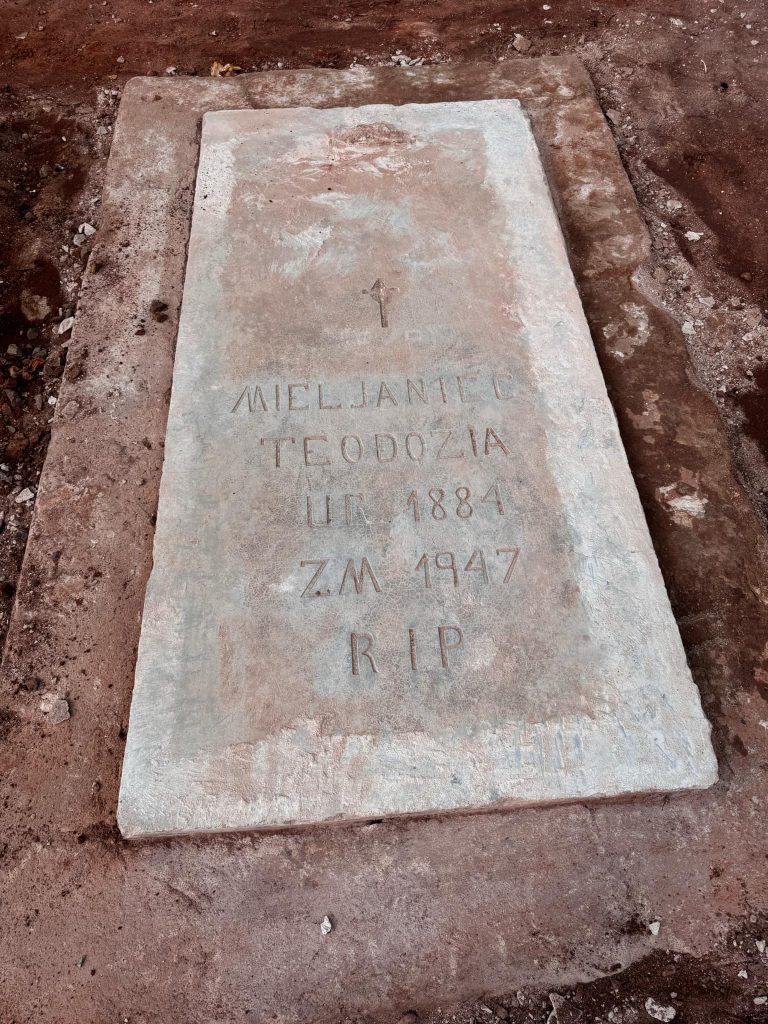 MIELJANIEC
TEODOZIA
UR 1884
Z.M 1947
R I P